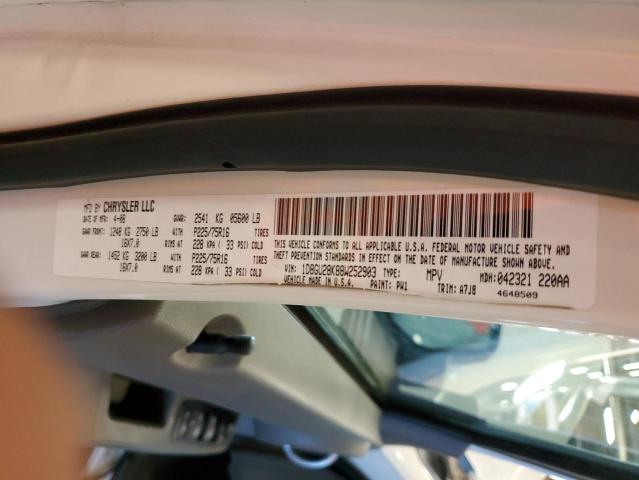 MFD BY CHRYSLER LLC
DATE OF MFR: 4-08 GVWR: 2541 KG 05600 LB
GAWR FRONT: 1248 KG 2750 LB WITH P225/75R16 TIRES
16X7.0 RIMS AT 228 KPA ( 33 PSI) COLD
GAWR REAR: 1452 KG 3200 LB WITH P225/75R16 TIRES
16X7.0 RIMS AT 228 KPA ( 33 PSI) COLD
THIS VEHICLE CONFORMS TO ALL APPLICABLE U.S.A. FEDERAL MOTOR VEHICLE SAFETY AND
THEFT PREVENTION STANDARDS IN EFFECT ON THE DATE OF MANUFACTURE SHOWN ABOVE.
VIN: 1D8GU28K88W252903 TYPE: MPV MDH: 042321 220AA
VEHICLE MADE IN U.S.A. PAINT: PW1 TRIM: A7J8 4648509